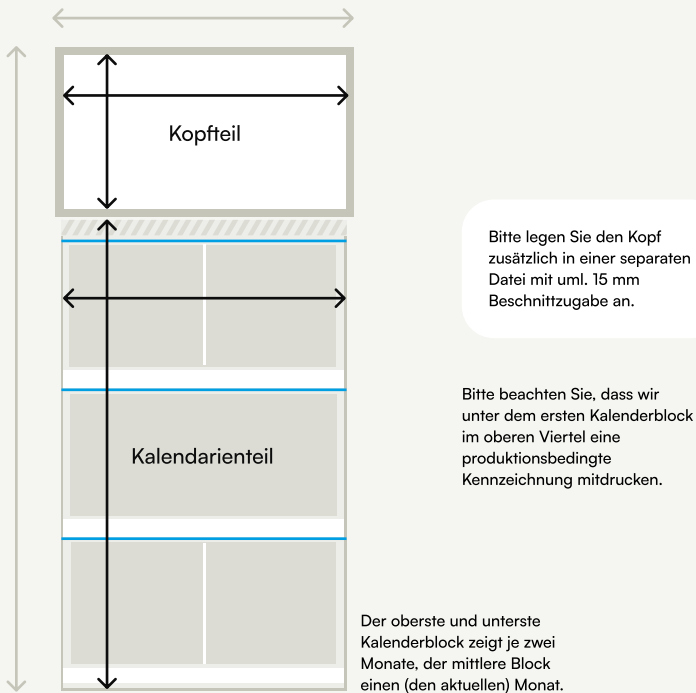 Kopfteil
Bitte legen Sie den Kopf
zusätzlich in einer separaten
Datei mit uml. 15 mm
Beschnittzugabe an.
Bitte beachten Sie, dass wir
unter dem ersten Kalenderblock
im oberen Viertel eine
produktionsbedingte
Kennzeichnung mitdrucken.
Kalendarienteil
Der oberste und unterste
Kalenderblock zeigt je zwei
Monate, der mittlere Block
einen (den aktuellen) Monat.